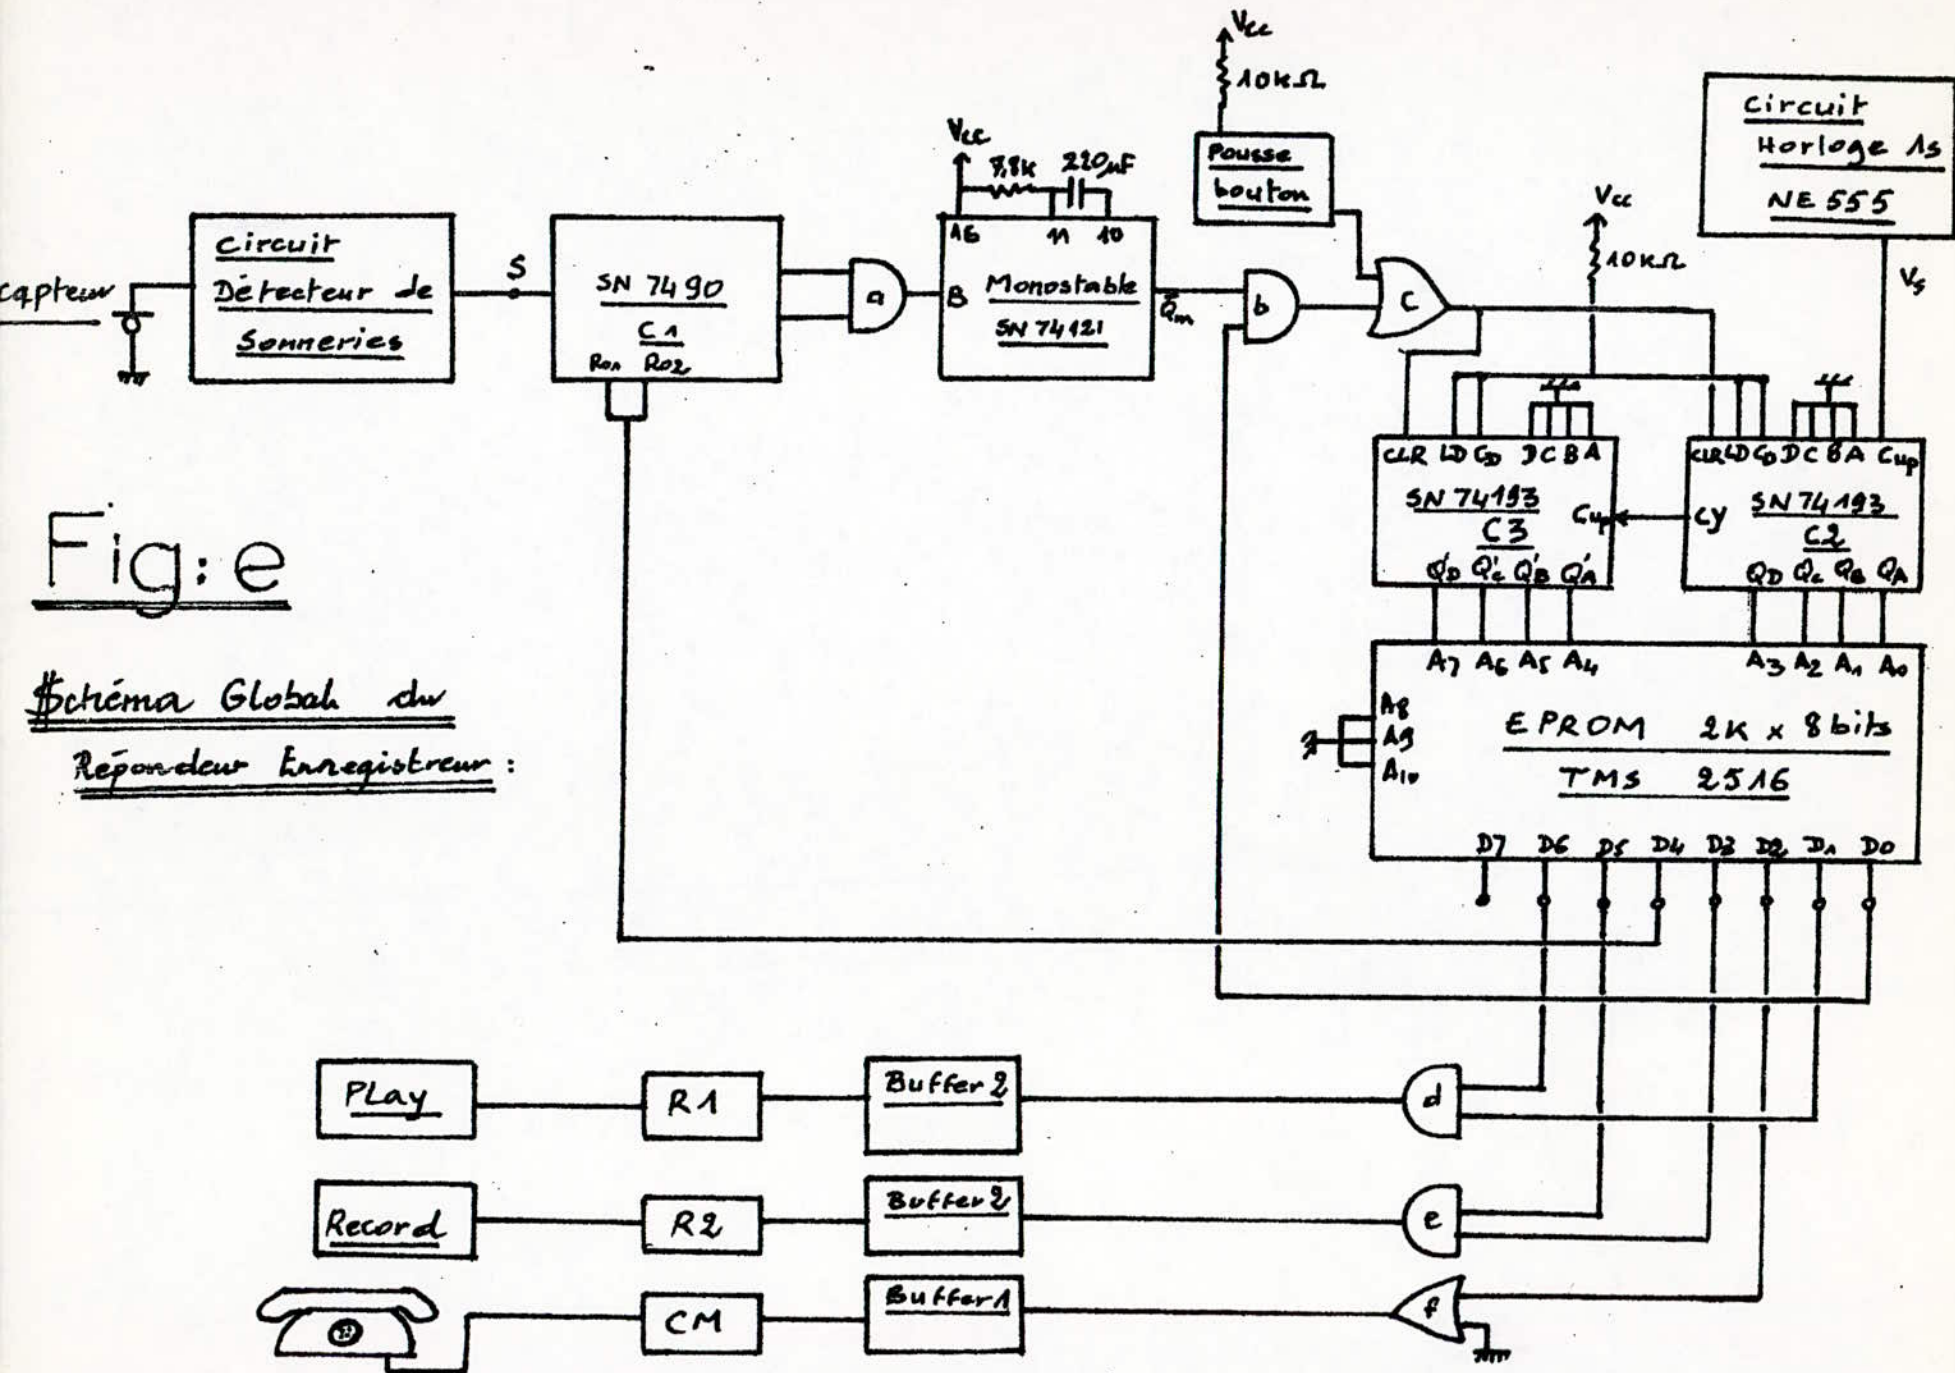 Vcc
10KΩ
Pousse
bouton
Circuit
Horloge 1s
NE 555
Vs
Vcc
220µF
16 11 10
B Monostable
SN 74121
Q̄m
Vcc
10KΩ
capteur
Circuit
Détecteur de
Sonneries
S
SN 7490
C1
R01 R02
a
b
c
CLR LD CD D C B A
SN 74193
C3
Cup
Q'D Q'C Q'B Q'A
CLR LD CD D C B A Cup
cy
SN 74193
C2
QD QC QB QA
Fig: e
Schéma Global du
Répondeur Enregistreur :
A7 A6 A5 A4 A3 A2 A1 A0
A8
A9
A10
EPROM 2K x 8 bits
TMS 2516
D7 D6 D5 D4 D3 D2 D1 D0
PLay
R1
Buffer 2
d
Record
R2
Buffer 2
e
CM
Buffer 1
f